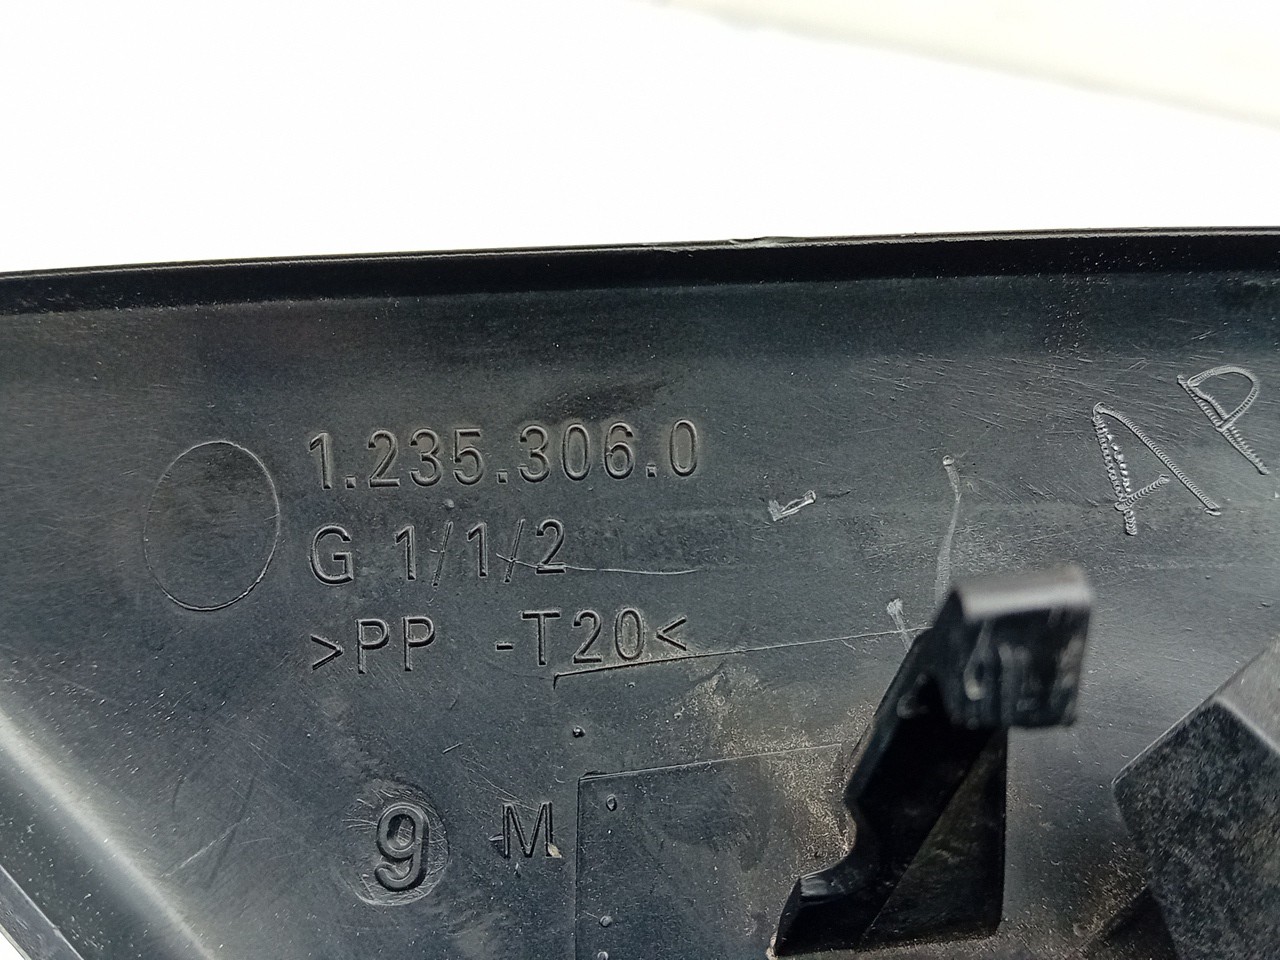 1.235.306.0
G 1/1/2
>PP -T20<
9 M
AP